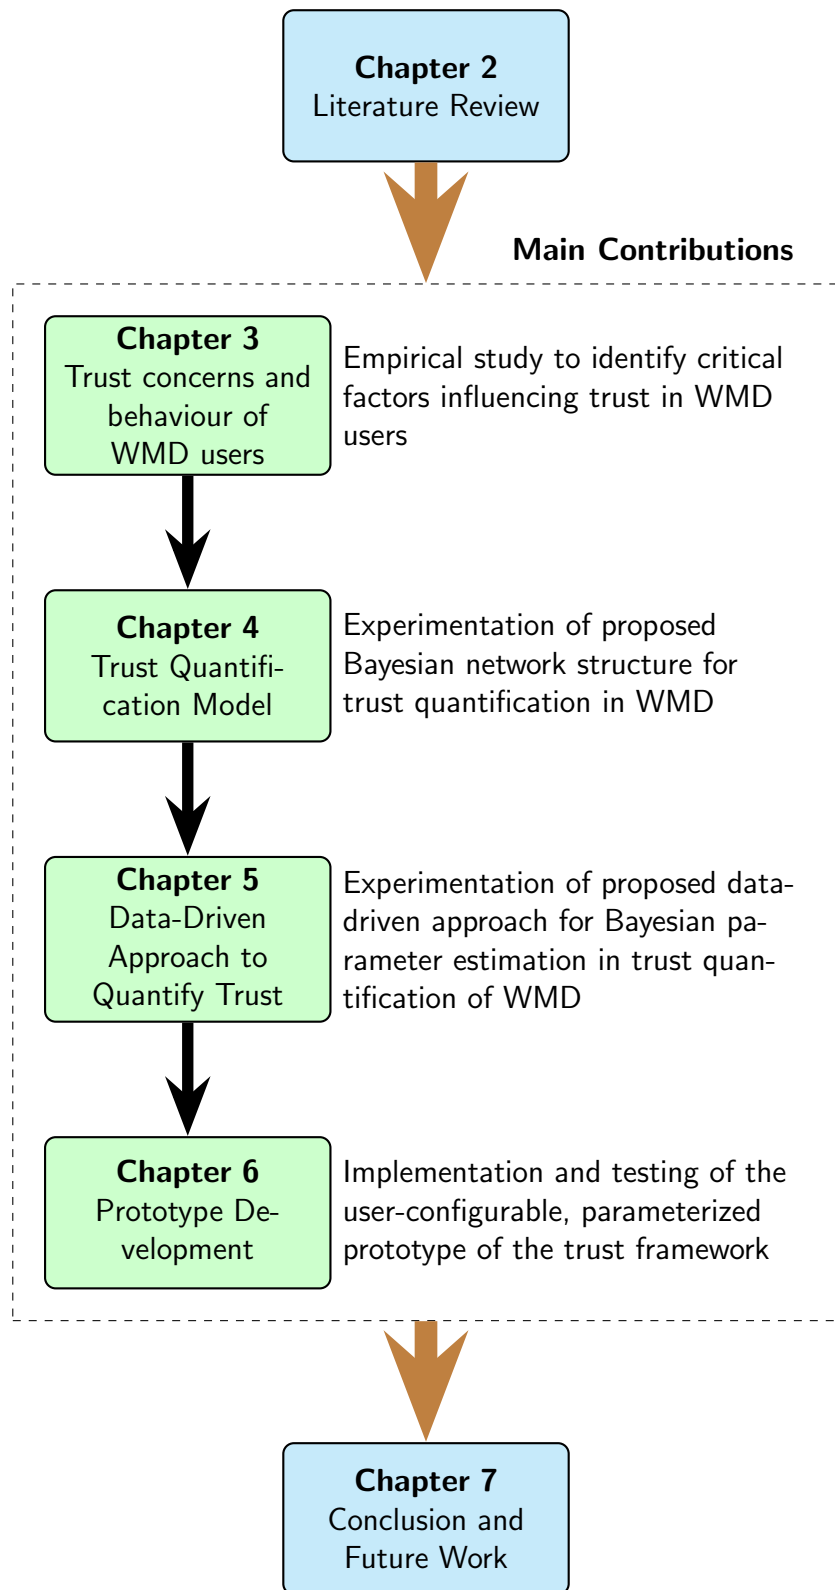 Chapter 2
Literature Review
Main Contributions
Chapter 3
Trust concerns and
behaviour of
WMD users
Empirical study to identify critical
factors influencing trust in WMD
users
Chapter 4
Trust Quantifi-
cation Model
Experimentation of proposed
Bayesian network structure for
trust quantification in WMD
Chapter 5
Data-Driven
Approach to
Quantify Trust
Experimentation of proposed data-
driven approach for Bayesian pa-
rameter estimation in trust quan-
tification of WMD
Chapter 6
Prototype De-
velopment
Implementation and testing of the
user-configurable, parameterized
prototype of the trust framework
Chapter 7
Conclusion and
Future Work